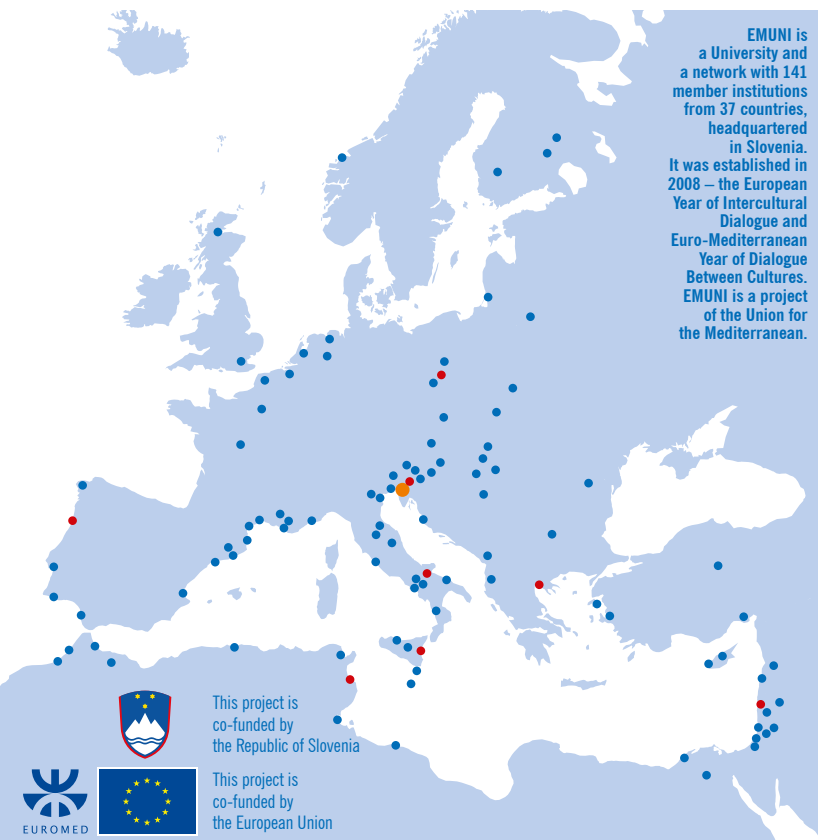 EMUNI is
a University and
a network with 141
member institutions
from 37 countries,
headquartered
in Slovenia.
It was established in
2008 – the European
Year of Intercultural
Dialogue and
Euro-Mediterranean
Year of Dialogue
Between Cultures.
EMUNI is a project
of the Union for
the Mediterranean.
This project is
co-funded by
the Republic of Slovenia
This project is
co-funded by
the European Union
EUROMED